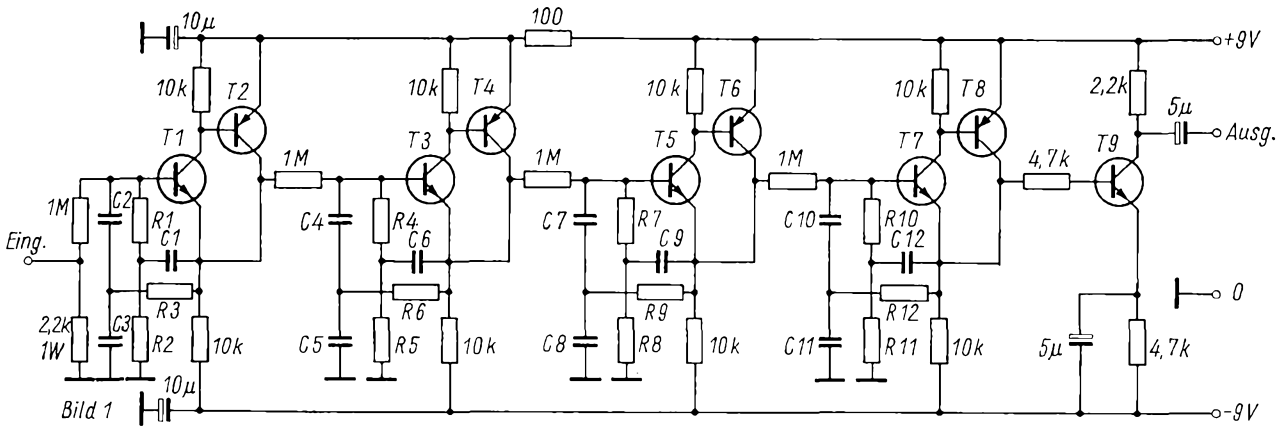 10µ
100
+9V
10k
T2
10k
T4
10k
T6
10k
T8
2,2k
5µ
Ausg.
T1
T3
T5
T7
T9
1M
1M
1M
4,7k
1M
C2
R1
C1
C4
R4
C6
C7
R7
C9
C10
R10
C12
Eing.
R3
R6
R9
R12
0
2,2k
1W
C3
R2
10k
C5
R5
10k
C8
R8
10k
C11
R11
10k
5µ
4,7k
Bild 1
10µ
-9V